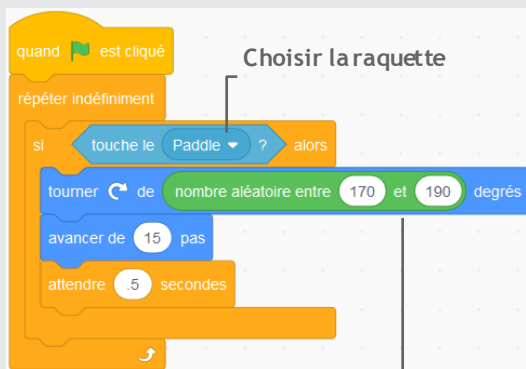 quand est cliqué
Choisir la raquette
répéter indéfiniment
si touche le Paddle ? alors
tourner de nombre aléatoire entre 170 et 190 degrés
avancer de 15 pas
attendre .5 secondes